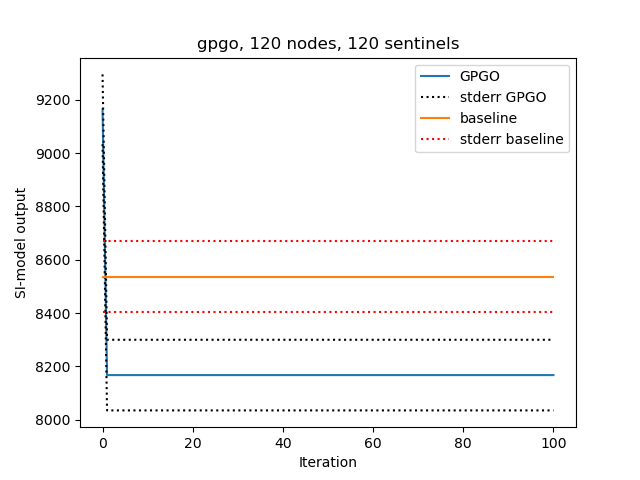 gpgo, 120 nodes, 120 sentinels
GPGO
stderr GPGO
baseline
stderr baseline
9200
9000
8800
8600
8400
8200
8000
SI-model output
0 20 40 60 80 100
Iteration